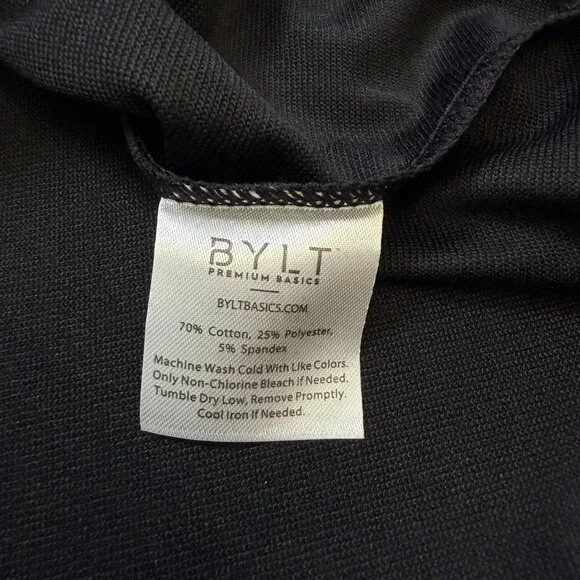 BYLT™
PREMIUM BASICS
BYLTBASICS.COM
70% Cotton, 25% Polyester,
5% Spandex
Machine Wash Cold With Like Colors.
Only Non-Chlorine Bleach if Needed.
Tumble Dry Low, Remove Promptly.
Cool Iron If Needed.